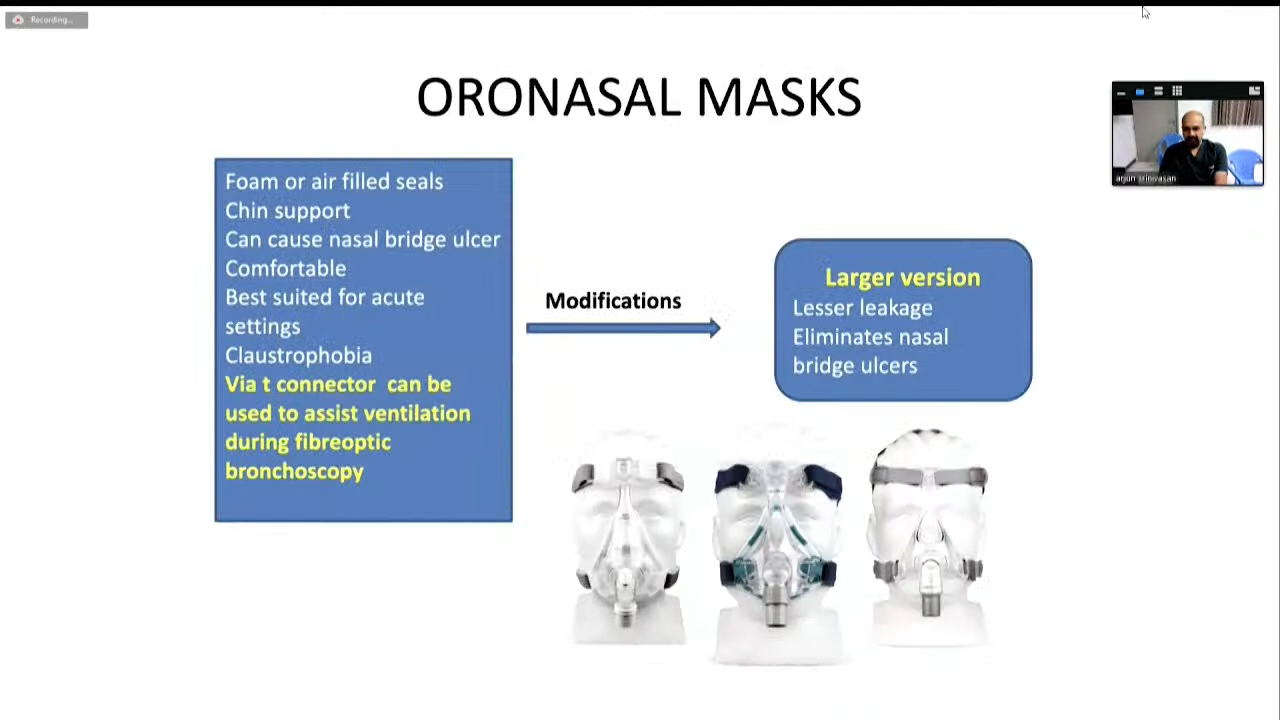 Recording...
ORONASAL MASKS
arjun srinivasan
Foam or air filled seals
Chin support
Can cause nasal bridge ulcer
Comfortable
Best suited for acute
settings
Claustrophobia
Via t connector can be
used to assist ventilation
during fibreoptic
bronchoscopy
Modifications
Larger version
Lesser leakage
Eliminates nasal
bridge ulcers